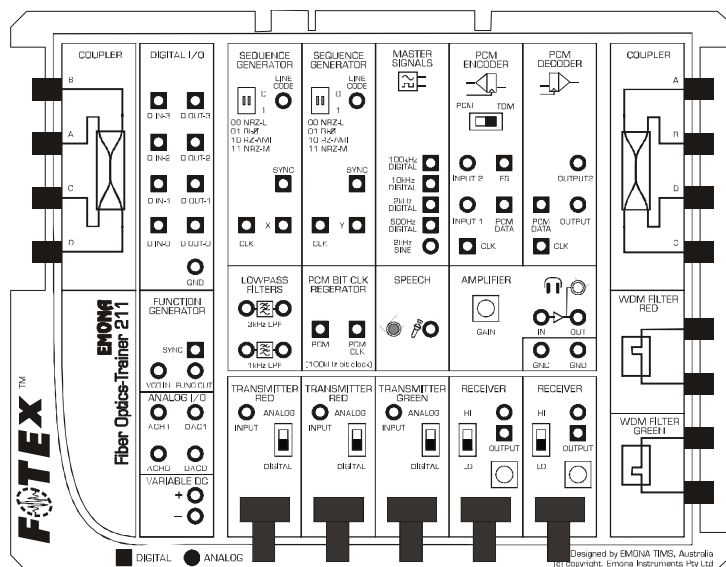 COUPLER
B
A
C
D
DIGITAL I/O
D IN-3 D OUT-3
D IN-2 D OUT-2
D IN-1 D OUT-1
D IN-0 D OUT-0
GND
SEQUENCE
GENERATOR
LINE
CODE
O
1
00 NRZ-L
01 Bi-Ø
10 RZ-AMI
11 NRZ-M
SYNC
X
CLK
SEQUENCE
GENERATOR
LINE
CODE
O
1
00 NRZ-L
01 Bi-Ø
10 RZ-AMI
11 NRZ-M
SYNC
Y
CLK
MASTER
SIGNALS
100kHz
DIGITAL
10kHz
DIGITAL
2kHz
DIGITAL
500Hz
DIGITAL
2kHz
SINE
PCM
ENCODER
PCM TDM
INPUT 2 FS
INPUT 1 PCM
DATA
CLK
PCM
DECODER
OUTPUT2
PCM
DATA
OUTPUT
CLK
COUPLER
A
B
D
C
EMONA
Fiber Optics-Trainer 211
FOTEX™
FUNCTION
GENERATOR
SYNC
VCO IN FUNC OUT
ANALOG I/O
ACH1 DAC1
ACH0 DAC0
VARIABLE DC
+
−
LOWPASS
FILTERS
3kHz LPF
1kHz LPF
PCM BIT CLK
REGERATOR
PCM PCM
CLK
(100kHz bit clock)
SPEECH
AMPLIFIER
GAIN
IN OUT
GND GND
WDM FILTER
RED
WDM FILTER
GREEN
TRANSMITTER
RED
ANALOG
INPUT
DIGITAL
TRANSMITTER
RED
ANALOG
INPUT
DIGITAL
TRANSMITTER
GREEN
ANALOG
INPUT
DIGITAL
RECEIVER
HI
OUTPUT
LO
RECEIVER
HI
OUTPUT
LO
DIGITAL ANALOG
Designed by EMONA TIMS, Australia
(c) copyright. Emona Instruments Pty Ltd